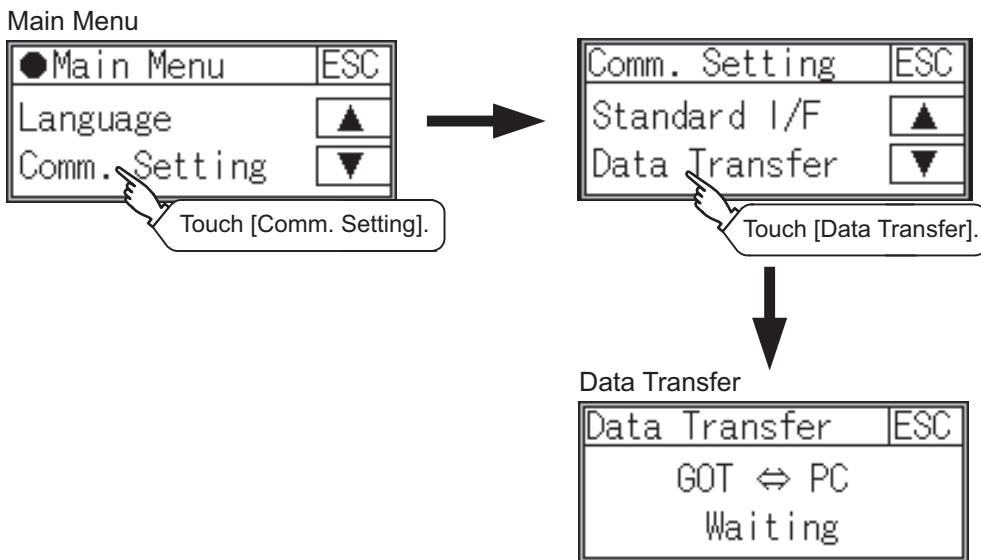 Main Menu
●Main Menu ESC
Language ▲
Comm. Setting ▼
Touch [Comm. Setting].
Comm. Setting ESC
Standard I/F ▲
Data Transfer ▼
Touch [Data Transfer].
Data Transfer
Data Transfer ESC
GOT ⇔ PC
Waiting